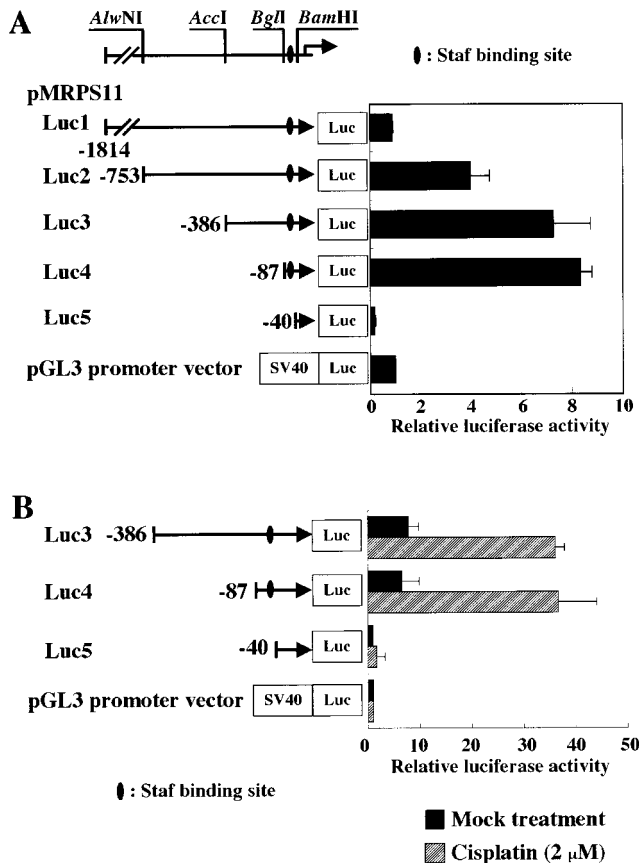 A
AlwNI AccI BglI BamHI
: Staf binding site
pMRPS11
Luc1 Luc
-1814
Luc2 -753 Luc
Luc3 -386 Luc
Luc4 -87 Luc
Luc5 -40 Luc
pGL3 promoter vector SV40 Luc
0 2 4 6 8 10
Relative luciferase activity
B
Luc3 -386 Luc
Luc4 -87 Luc
Luc5 -40 Luc
pGL3 promoter vector SV40 Luc
0 10 20 30 40 50
Relative luciferase activity
: Staf binding site
Mock treatment
Cisplatin (2 μM)